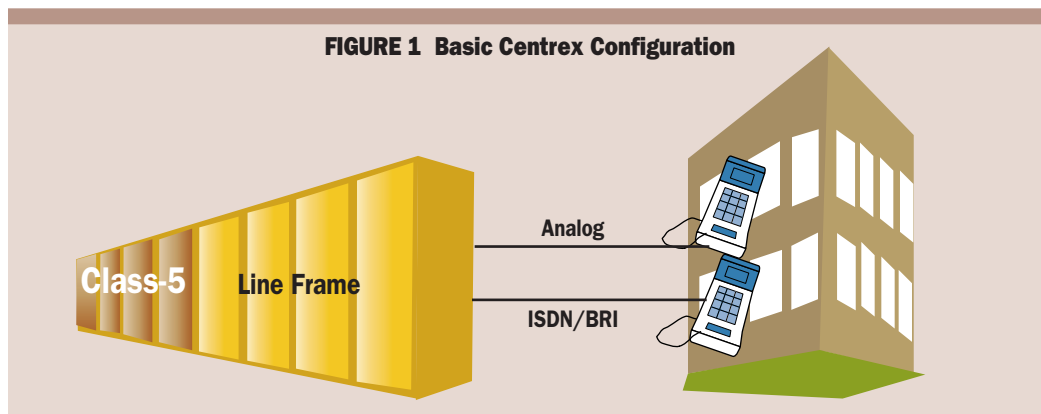 FIGURE 1 Basic Centrex Configuration
Analog
Class-5
Line Frame
ISDN/BRI